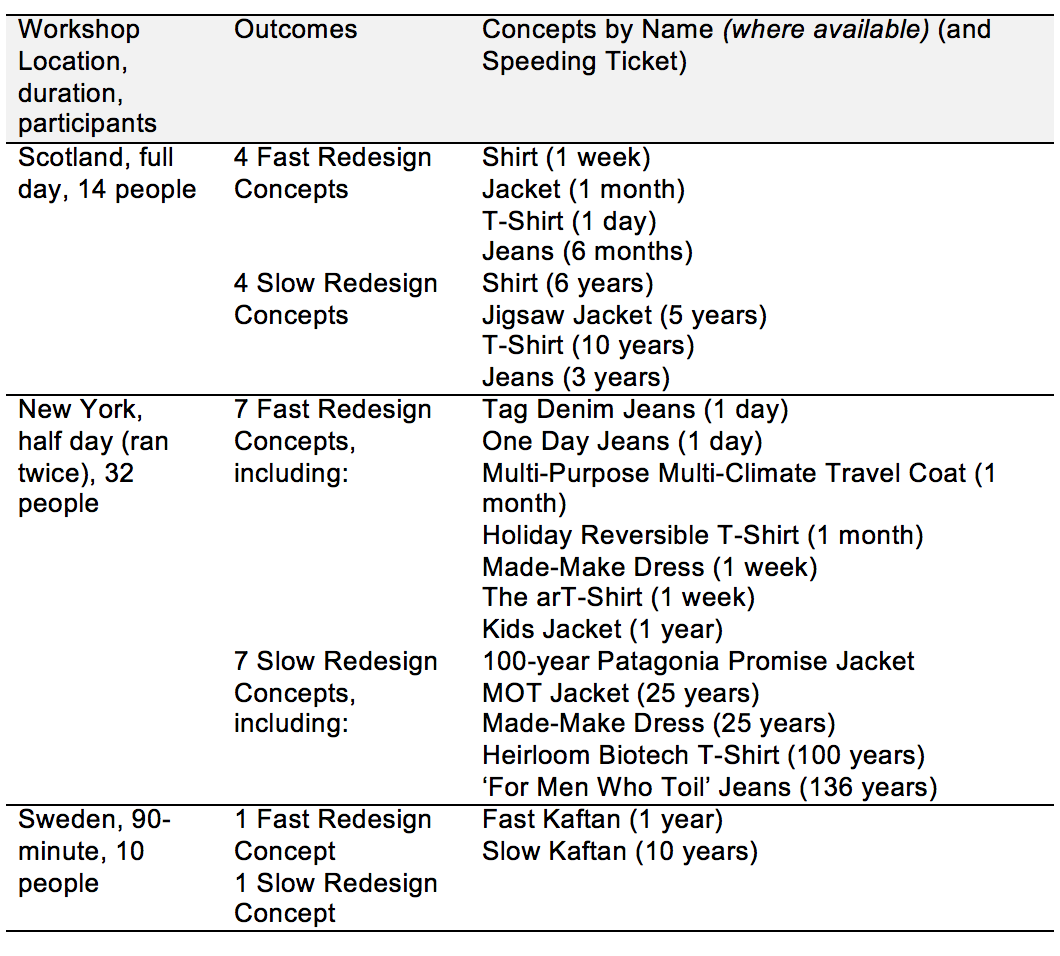 Workshop Location, duration, participants
Outcomes
Concepts by Name (where available) (and Speeding Ticket)
Scotland, full day, 14 people
4 Fast Redesign Concepts
Shirt (1 week)
Jacket (1 month)
T-Shirt (1 day)
Jeans (6 months)
4 Slow Redesign Concepts
Shirt (6 years)
Jigsaw Jacket (5 years)
T-Shirt (10 years)
Jeans (3 years)
New York, half day (ran twice), 32 people
7 Fast Redesign Concepts, including:
Tag Denim Jeans (1 day)
One Day Jeans (1 day)
Multi-Purpose Multi-Climate Travel Coat (1 month)
Holiday Reversible T-Shirt (1 month)
Made-Make Dress (1 week)
The arT-Shirt (1 week)
Kids Jacket (1 year)
7 Slow Redesign Concepts, including:
100-year Patagonia Promise Jacket
MOT Jacket (25 years)
Made-Make Dress (25 years)
Heirloom Biotech T-Shirt (100 years)
‘For Men Who Toil’ Jeans (136 years)
Sweden, 90-minute, 10 people
1 Fast Redesign Concept
1 Slow Redesign Concept
Fast Kaftan (1 year)
Slow Kaftan (10 years)